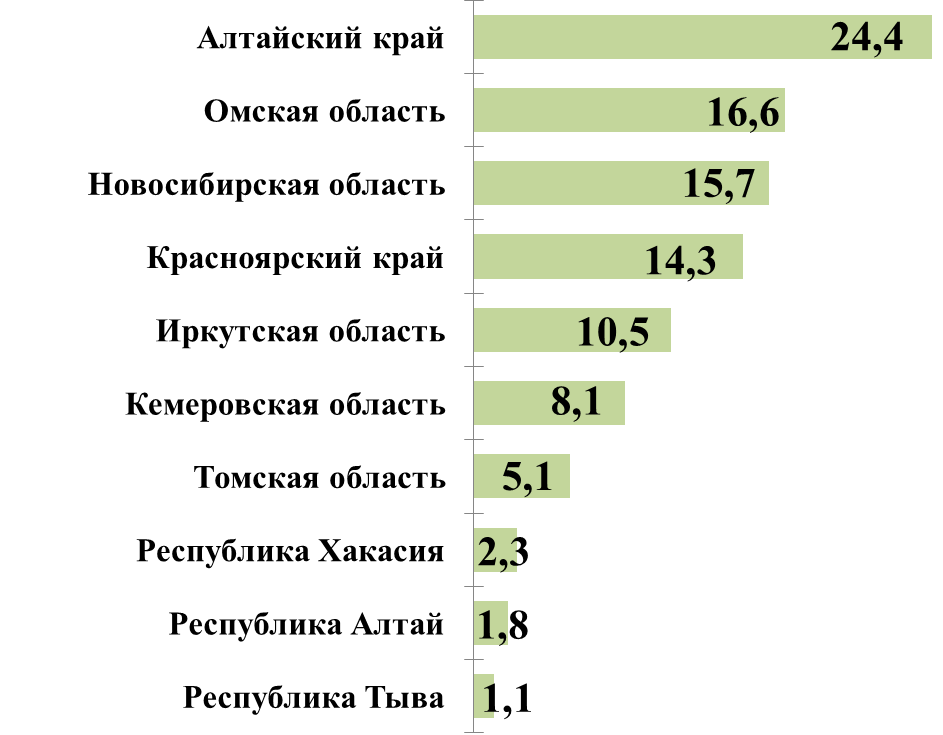 Алтайский край 24,4
Омская область 16,6
Новосибирская область 15,7
Красноярский край 14,3
Иркутская область 10,5
Кемеровская область 8,1
Томская область 5,1
Республика Хакасия 2,3
Республика Алтай 1,8
Республика Тыва 1,1